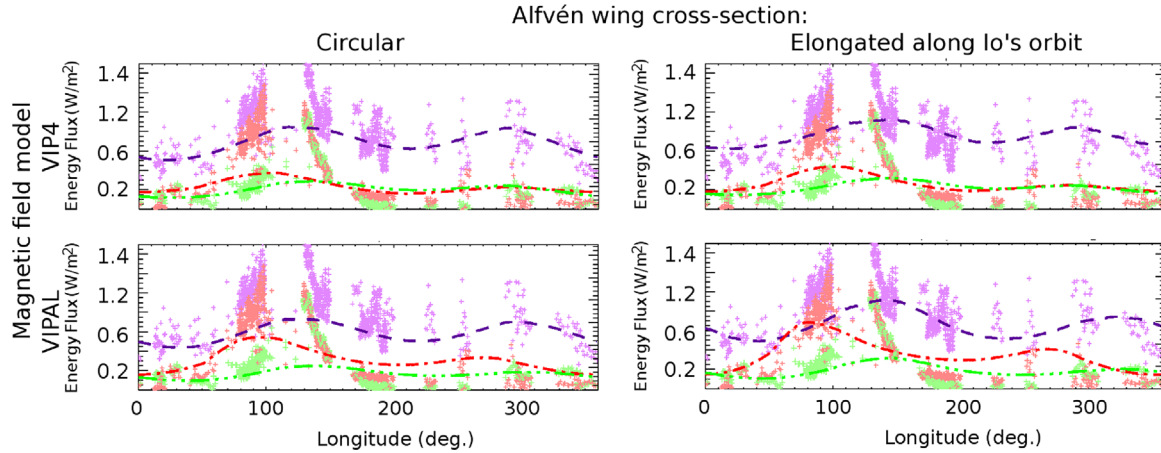 Alfvén wing cross-section:
Circular
Elongated along Io's orbit
Magnetic field model
VIP4
VIPAL
Energy Flux(W/m²)
1.4
1.2
0.6
0.2
Energy Flux(W/m²)
1.4
1.2
0.6
0.2
Energy Flux(W/m²)
1.4
1.2
0.6
0.2
0 100 200 300
Longitude (deg.)
Energy Flux(W/m²)
1.4
1.2
0.6
0.2
0 100 200 300
Longitude (deg.)